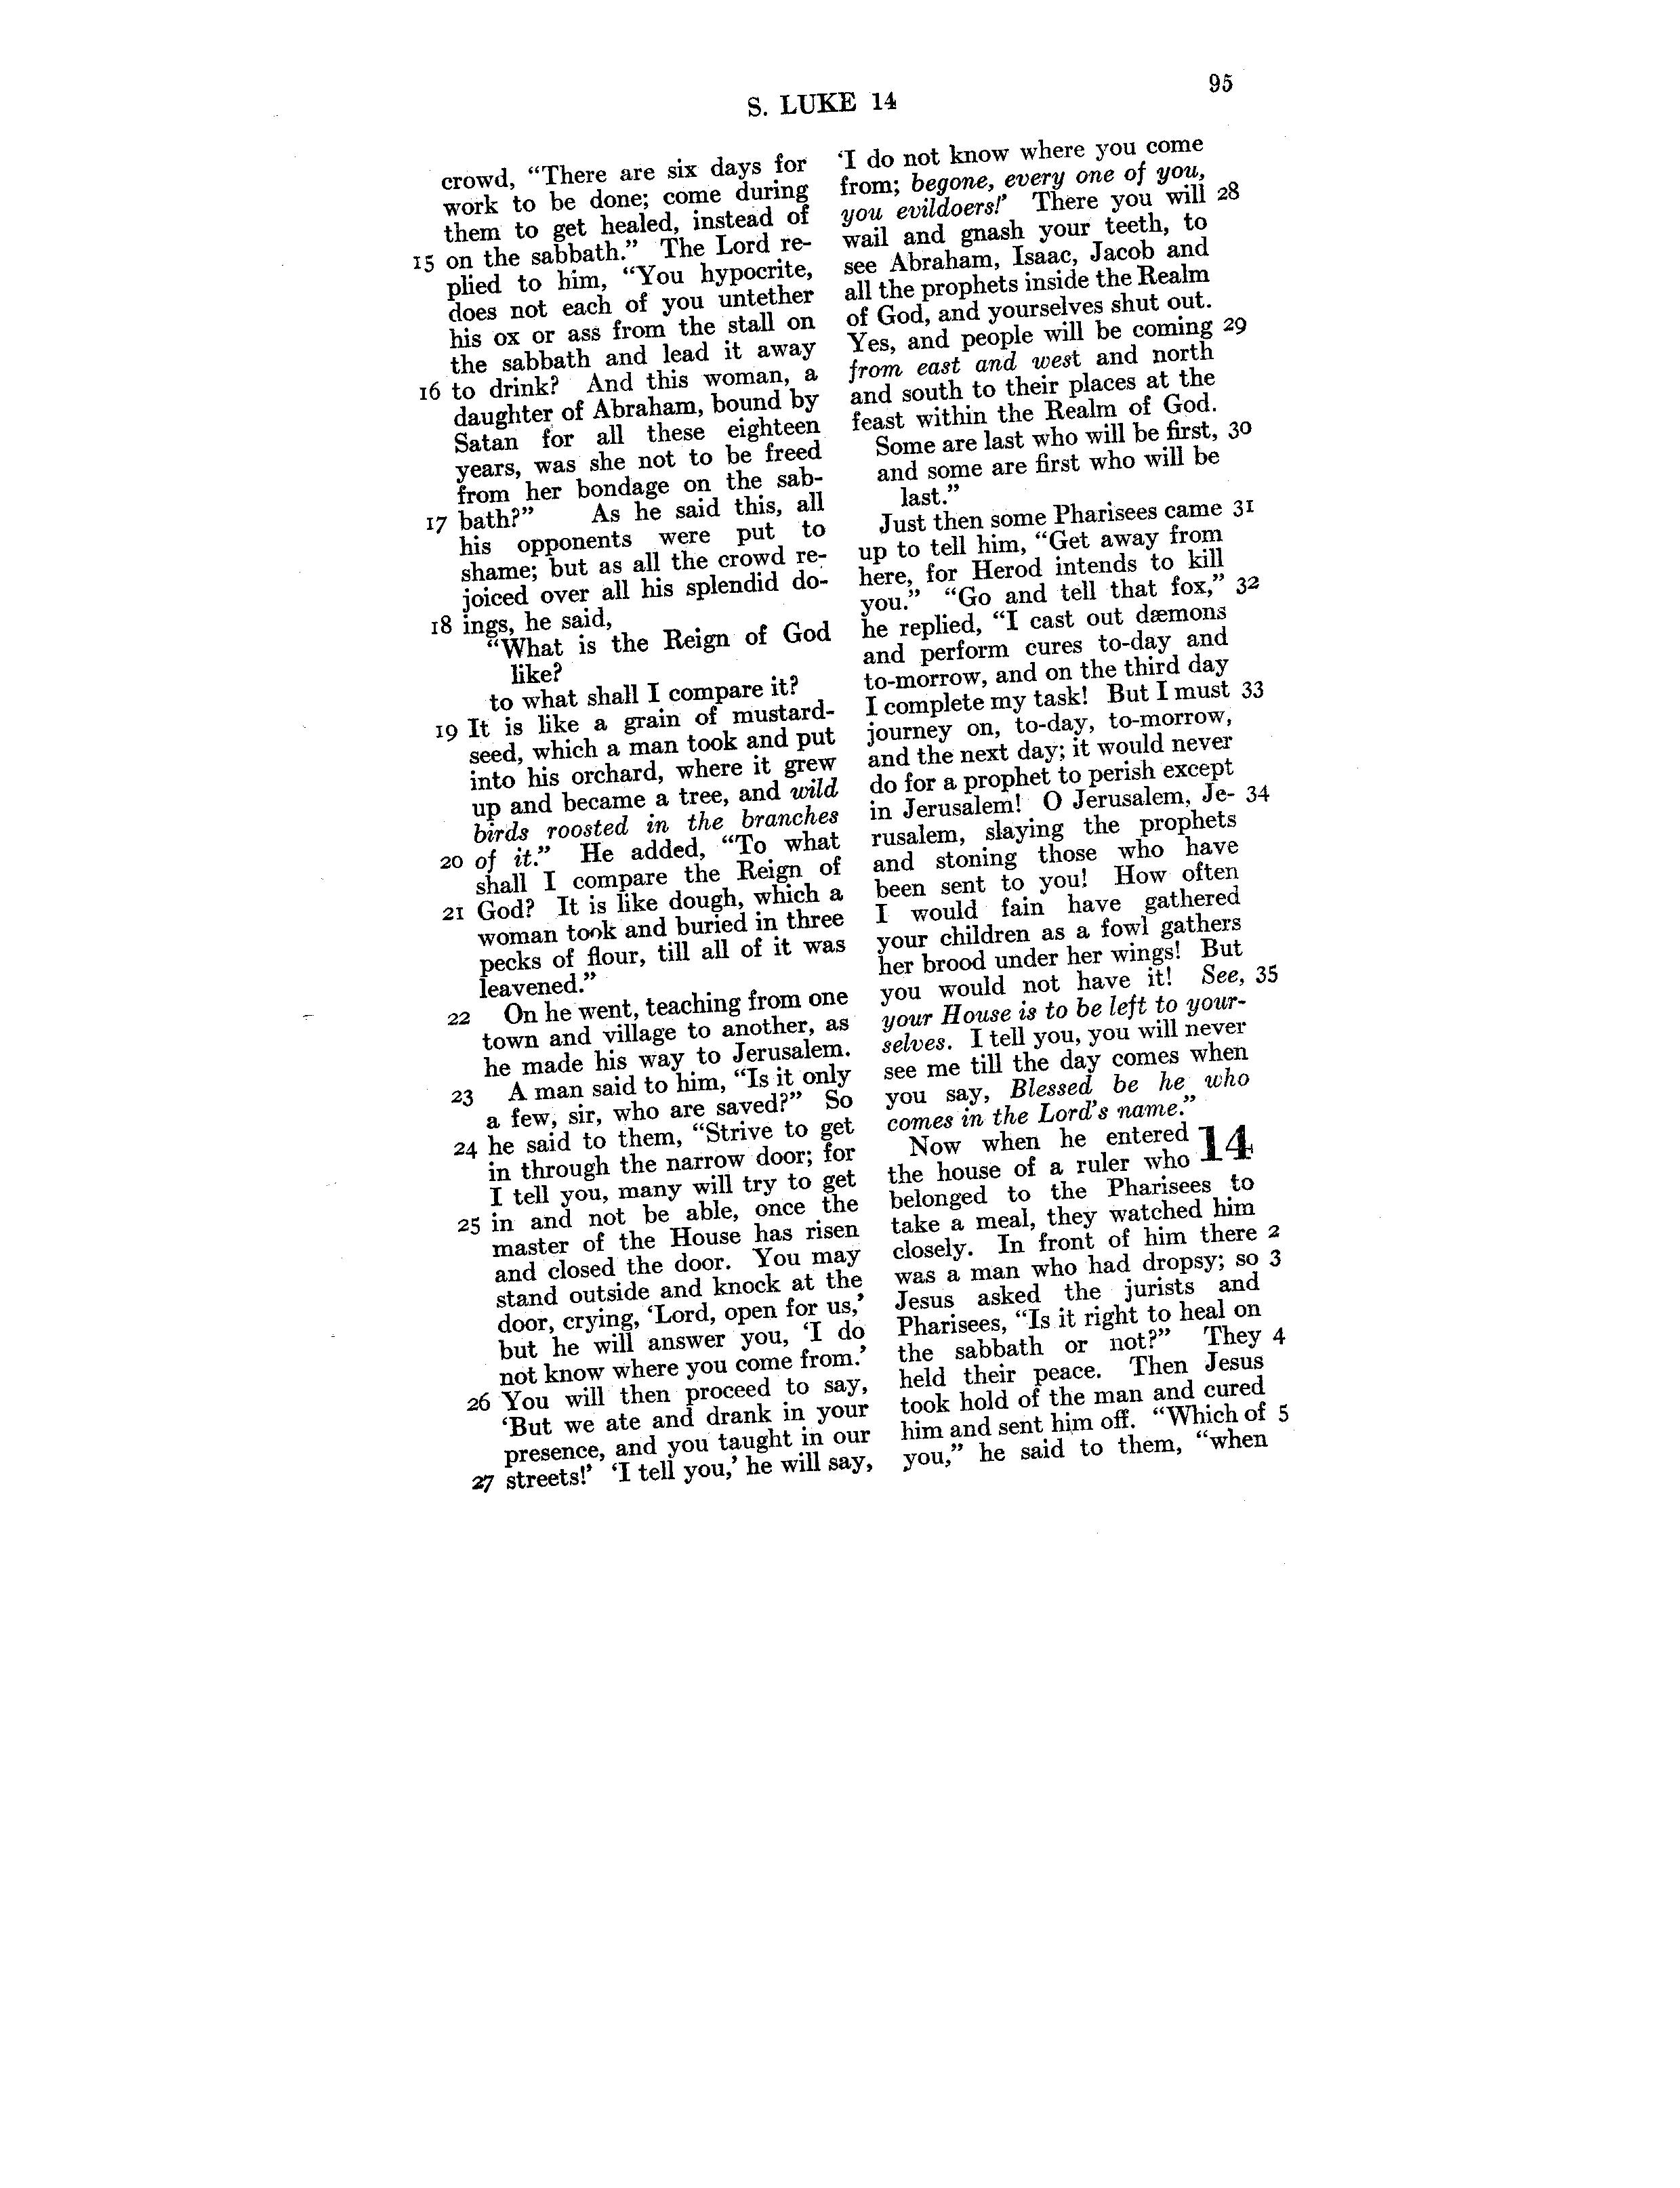 S. LUKE 14
95
crowd, “There are six days for
work to be done; come during
them to get healed, instead of
15 on the sabbath.” The Lord re-
plied to him, “You hypocrite,
does not each of you untether
his ox or ass from the stall on
the sabbath and lead it away
16 to drink? And this woman, a
daughter of Abraham, bound by
Satan for all these eighteen
years, was she not to be freed
from her bondage on the sab-
17 bath?” As he said this, all
his opponents were put to
shame; but as all the crowd re-
joiced over all his splendid do-
18 ings, he said,
“What is the Reign of God
like?
to what shall I compare it?
19 It is like a grain of mustard-
seed, which a man took and put
into his orchard, where it grew
up and became a tree, and wild
birds roosted in the branches
20 of it.” He added, “To what
shall I compare the Reign of
21 God? It is like dough, which a
woman took and buried in three
pecks of flour, till all of it was
leavened.”
22 On he went, teaching from one
town and village to another, as
he made his way to Jerusalem.
23 A man said to him, “Is it only
a few, sir, who are saved?” So
24 he said to them, “Strive to get
in through the narrow door; for
I tell you, many will try to get
25 in and not be able, once the
master of the House has risen
and closed the door. You may
stand outside and knock at the
door, crying, ‘Lord, open for us,’
but he will answer you, ‘I do
not know where you come from.’
26 You will then proceed to say,
‘But we ate and drank in your
presence, and you taught in our
27 streets!’ ‘I tell you,’ he will say,
‘I do not know where you come
from; begone, every one of you,
you evildoers!’ There you will 28
wail and gnash your teeth, to
see Abraham, Isaac, Jacob and
all the prophets inside the Realm
of God, and yourselves shut out.
Yes, and people will be coming 29
from east and west and north
and south to their places at the
feast within the Realm of God.
Some are last who will be first, 30
and some are first who will be
last.”
Just then some Pharisees came 31
up to tell him, “Get away from
here, for Herod intends to kill
you.” “Go and tell that fox,” 32
he replied, “I cast out dæmons
and perform cures to-day and
to-morrow, and on the third day
I complete my task! But I must 33
journey on, to-day, to-morrow,
and the next day; it would never
do for a prophet to perish except
in Jerusalem! O Jerusalem, Je- 34
rusalem, slaying the prophets
and stoning those who have
been sent to you! How often
I would fain have gathered
your children as a fowl gathers
her brood under her wings! But
you would not have it! See, 35
your House is to be left to your-
selves. I tell you, you will never
see me till the day comes when
you say, Blessed be he who
comes in the Lord’s name.”
Now when he entered 14
the house of a ruler who
belonged to the Pharisees to
take a meal, they watched him
closely. In front of him there 2
was a man who had dropsy; so 3
Jesus asked the jurists and
Pharisees, “Is it right to heal on
the sabbath or not?” They 4
held their peace. Then Jesus
took hold of the man and cured
him and sent him off. “Which of 5
you,” he said to them, “when